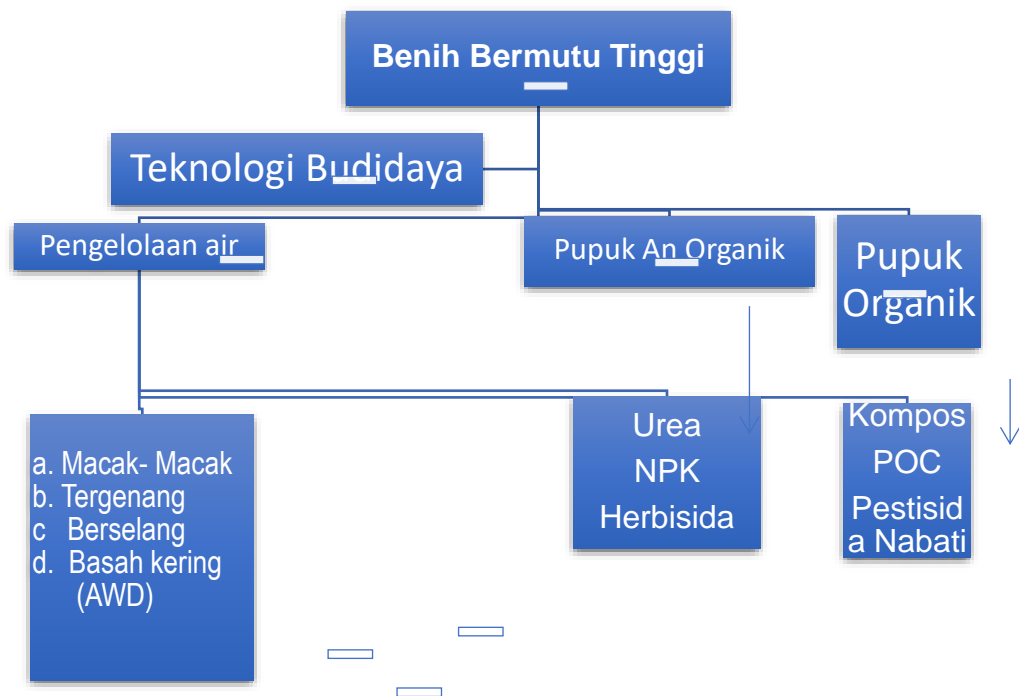 Benih Bermutu Tinggi
Teknologi Budidaya
Pengelolaan air
Pupuk An Organik
Pupuk
Organik
a. Macak- Macak
b. Tergenang
c Berselang
d. Basah kering
(AWD)
Urea
NPK
Herbisida
Kompos
POC
Pestisid
a Nabati